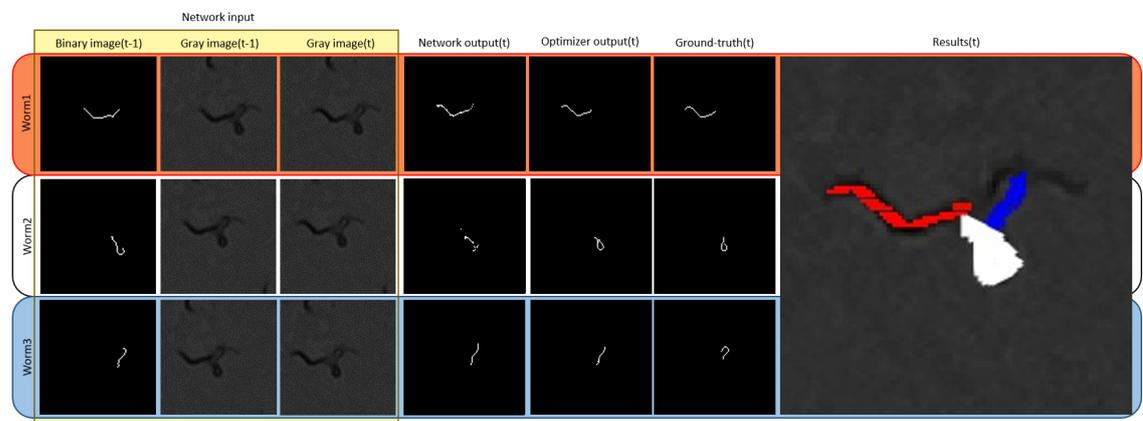 Network input
Binary image(t-1) Gray image(t-1) Gray image(t) Network output(t) Optimizer output(t) Ground-truth(t) Results(t)
Worm1
Worm2
Worm3